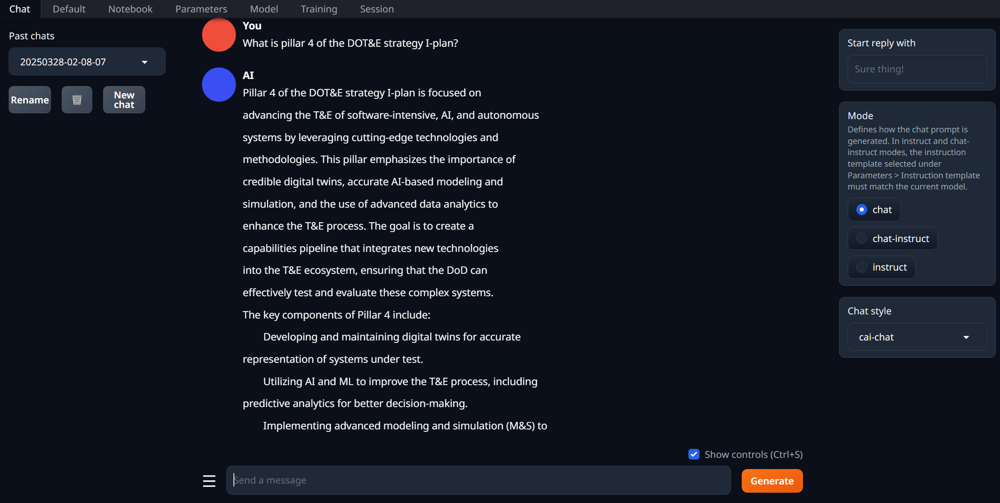 Chat Default Notebook Parameters Model Training Session
Past chats
20250328-02-08-07
Rename
New
chat
You
What is pillar 4 of the DOT&E strategy I-plan?
AI
Pillar 4 of the DOT&E strategy I-plan is focused on
advancing the T&E of software-intensive, AI, and autonomous
systems by leveraging cutting-edge technologies and
methodologies. This pillar emphasizes the importance of
credible digital twins, accurate AI-based modeling and
simulation, and the use of advanced data analytics to
enhance the T&E process. The goal is to create a
capabilities pipeline that integrates new technologies
into the T&E ecosystem, ensuring that the DoD can
effectively test and evaluate these complex systems.
The key components of Pillar 4 include:
Developing and maintaining digital twins for accurate
representation of systems under test.
Utilizing AI and ML to improve the T&E process, including
predictive analytics for better decision-making.
Implementing advanced modeling and simulation (M&S) to
Show controls (Ctrl+S)
Send a message
Generate
Start reply with
Sure thing!
Mode
Defines how the chat prompt is
generated. In instruct and chat-
instruct modes, the instruction
template selected under
Parameters > Instruction template
must match the current model.
chat
chat-instruct
instruct
Chat style
cai-chat